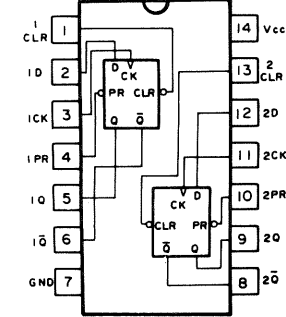 1 CLR 1 14 Vcc
1D 2 13 2 CLR
D CK
PR CLR
1CK 3 12 2D
Q Q̅
1PR 4 11 2CK
1Q 5 10 2PR
CK D
CLR PR
1Q̅ 6 9 2Q
Q̅ Q
GND 7 8 2Q̅